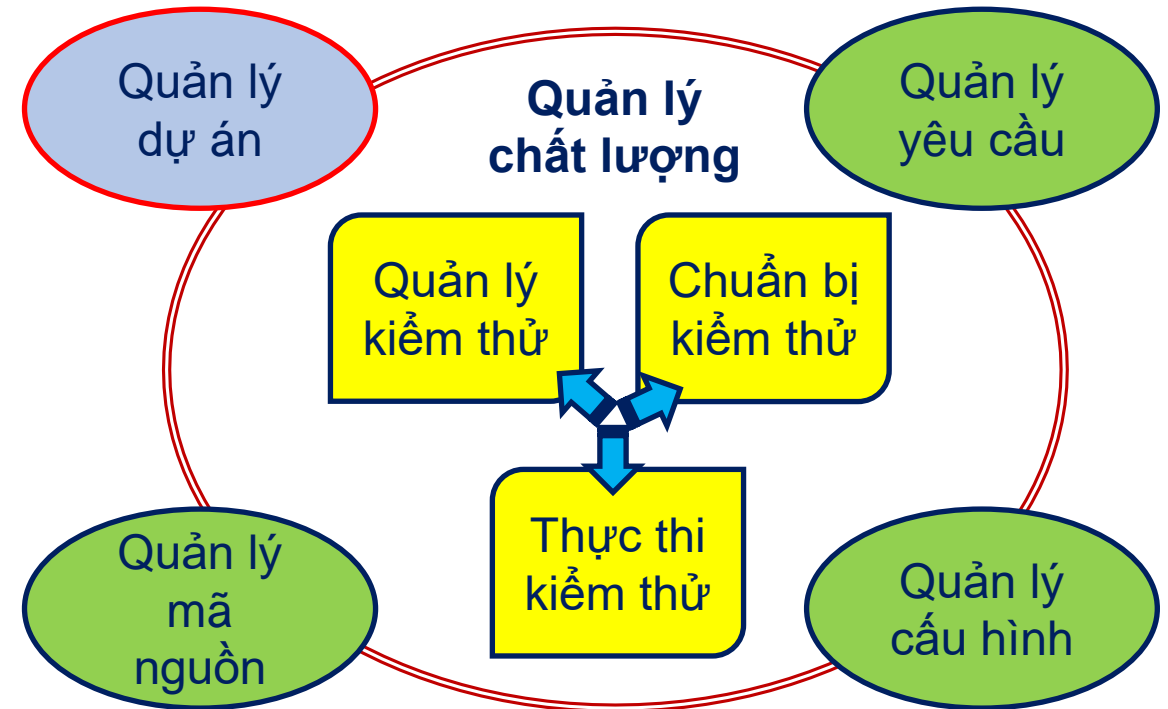 Quản lý
dự án
Quản lý
chất lượng
Quản lý
yêu cầu
Quản lý
kiểm thử
Chuẩn bị
kiểm thử
Thực thi
kiểm thử
Quản lý
mã
nguồn
Quản lý
cấu hình